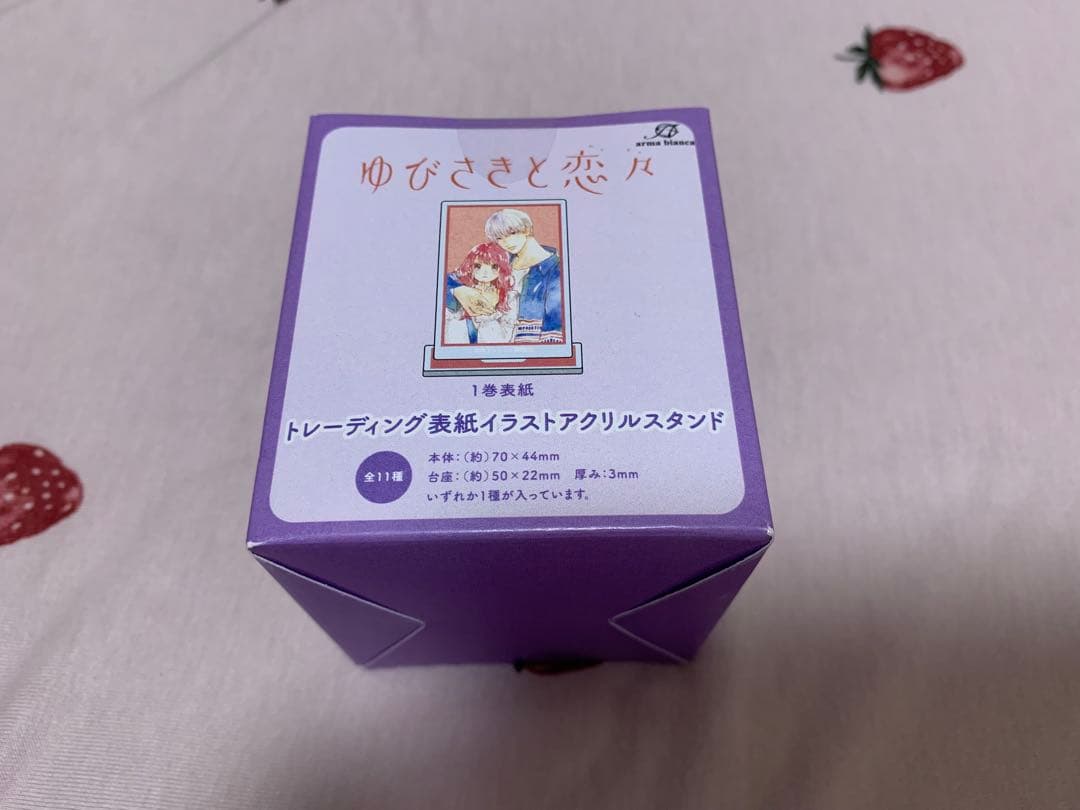 arma bianca
ゆびさきと恋々
1巻表紙
トレーディング表紙イラストアクリルスタンド
全11種
本体:(約)70×44mm
台座:(約)50×22mm 厚み:3mm
いずれか1種が入っています。